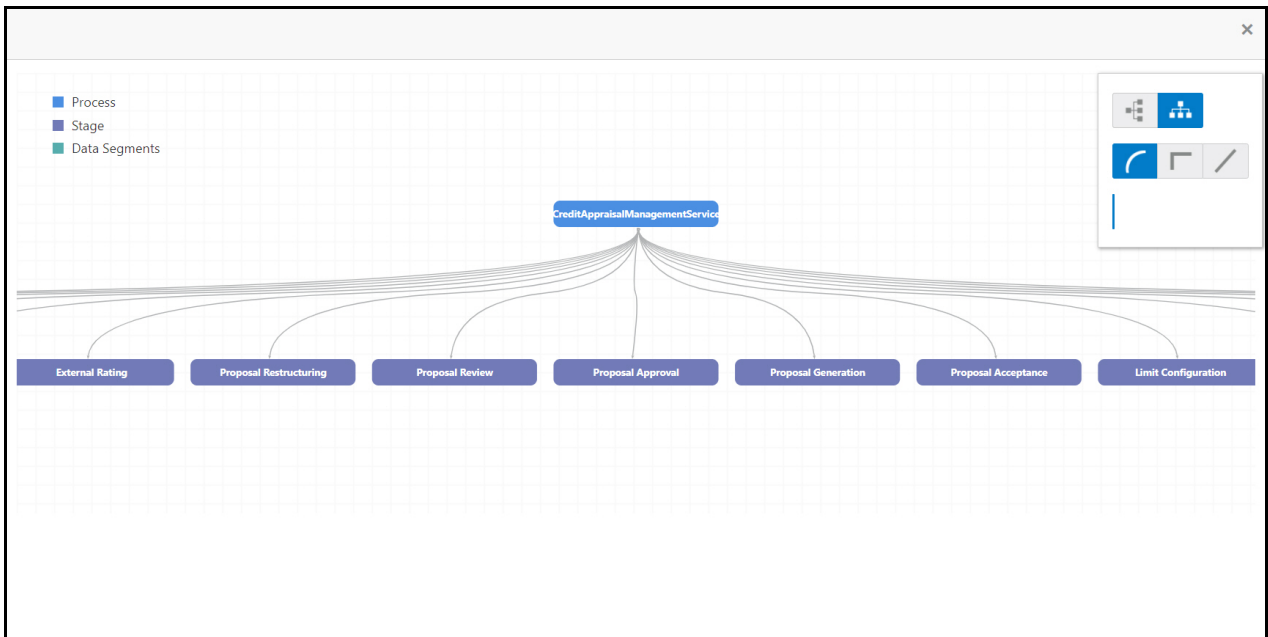 ×
Process
Stage
Data Segments
CreditAppraisalManagementService
External Rating
Proposal Restructuring
Proposal Review
Proposal Approval
Proposal Generation
Proposal Acceptance
Limit Configuration